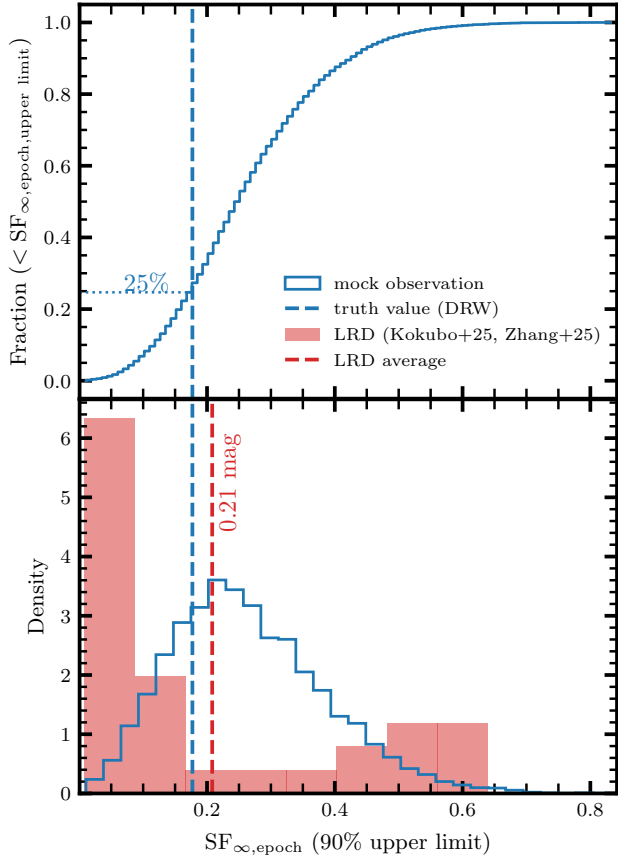 1.0
0.8
0.6
0.4
0.2
0.0
Fraction (< SF∞,epoch,upper limit)
25%
mock observation
truth value (DRW)
LRD (Kokubo+25, Zhang+25)
LRD average
6
5
4
3
2
1
0
Density
0.21 mag
0.2
0.4
0.6
0.8
SF∞,epoch (90% upper limit)